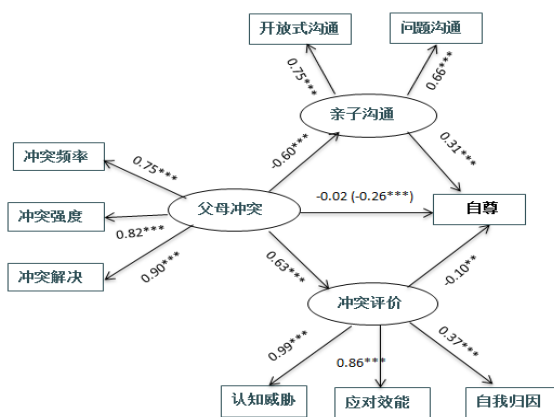 开放式沟通
问题沟通
0.75***
0.66***
亲子沟通
冲突频率
0.75***
-0.60***
0.31***
冲突强度
0.82***
父母冲突
-0.02 (-0.26***)
自尊
冲突解决
0.90***
0.63***
-0.10**
冲突评价
0.99***
0.86***
0.37***
认知威胁
应对效能
自我归因